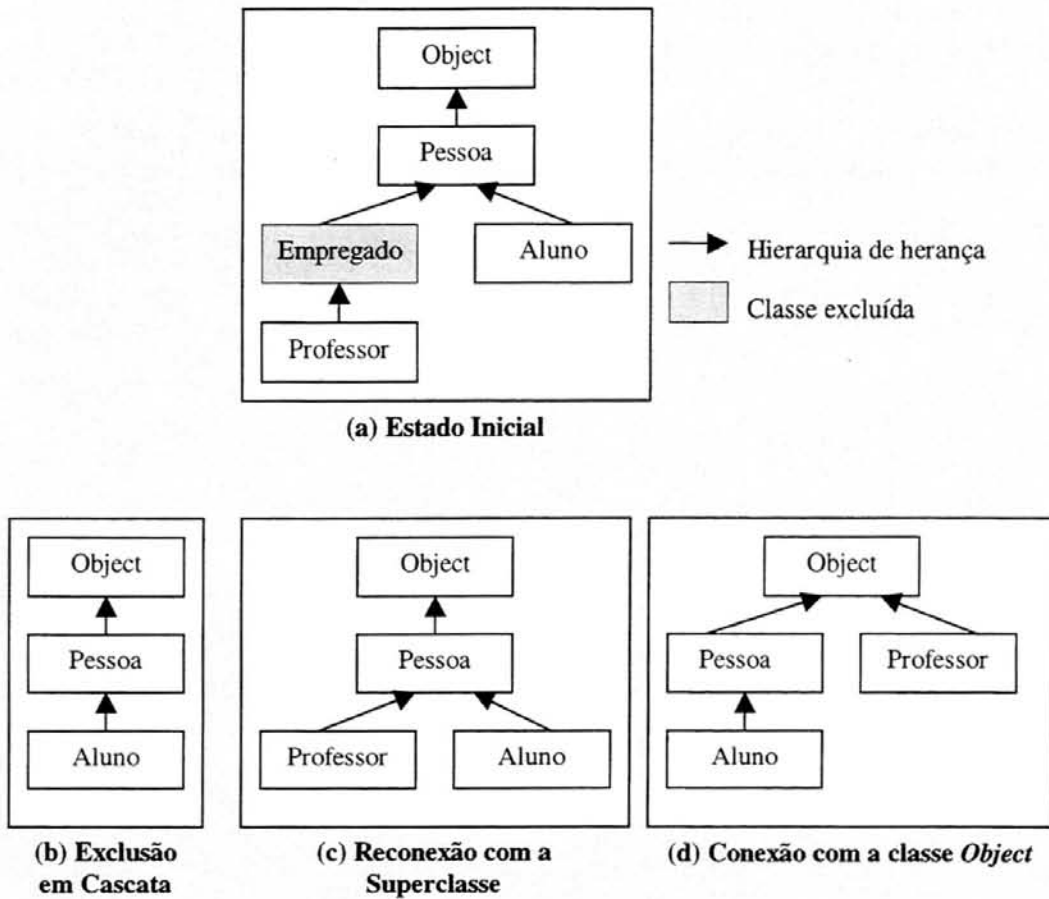 Object
Pessoa
Empregado
Aluno
Professor
Hierarquia de herança
Classe excluída
(a) Estado Inicial
Object
Pessoa
Aluno
(b) Exclusão
em Cascata
Object
Pessoa
Professor
Aluno
(c) Reconexão com a
Superclasse
Object
Pessoa
Professor
Aluno
(d) Conexão com a classe Object